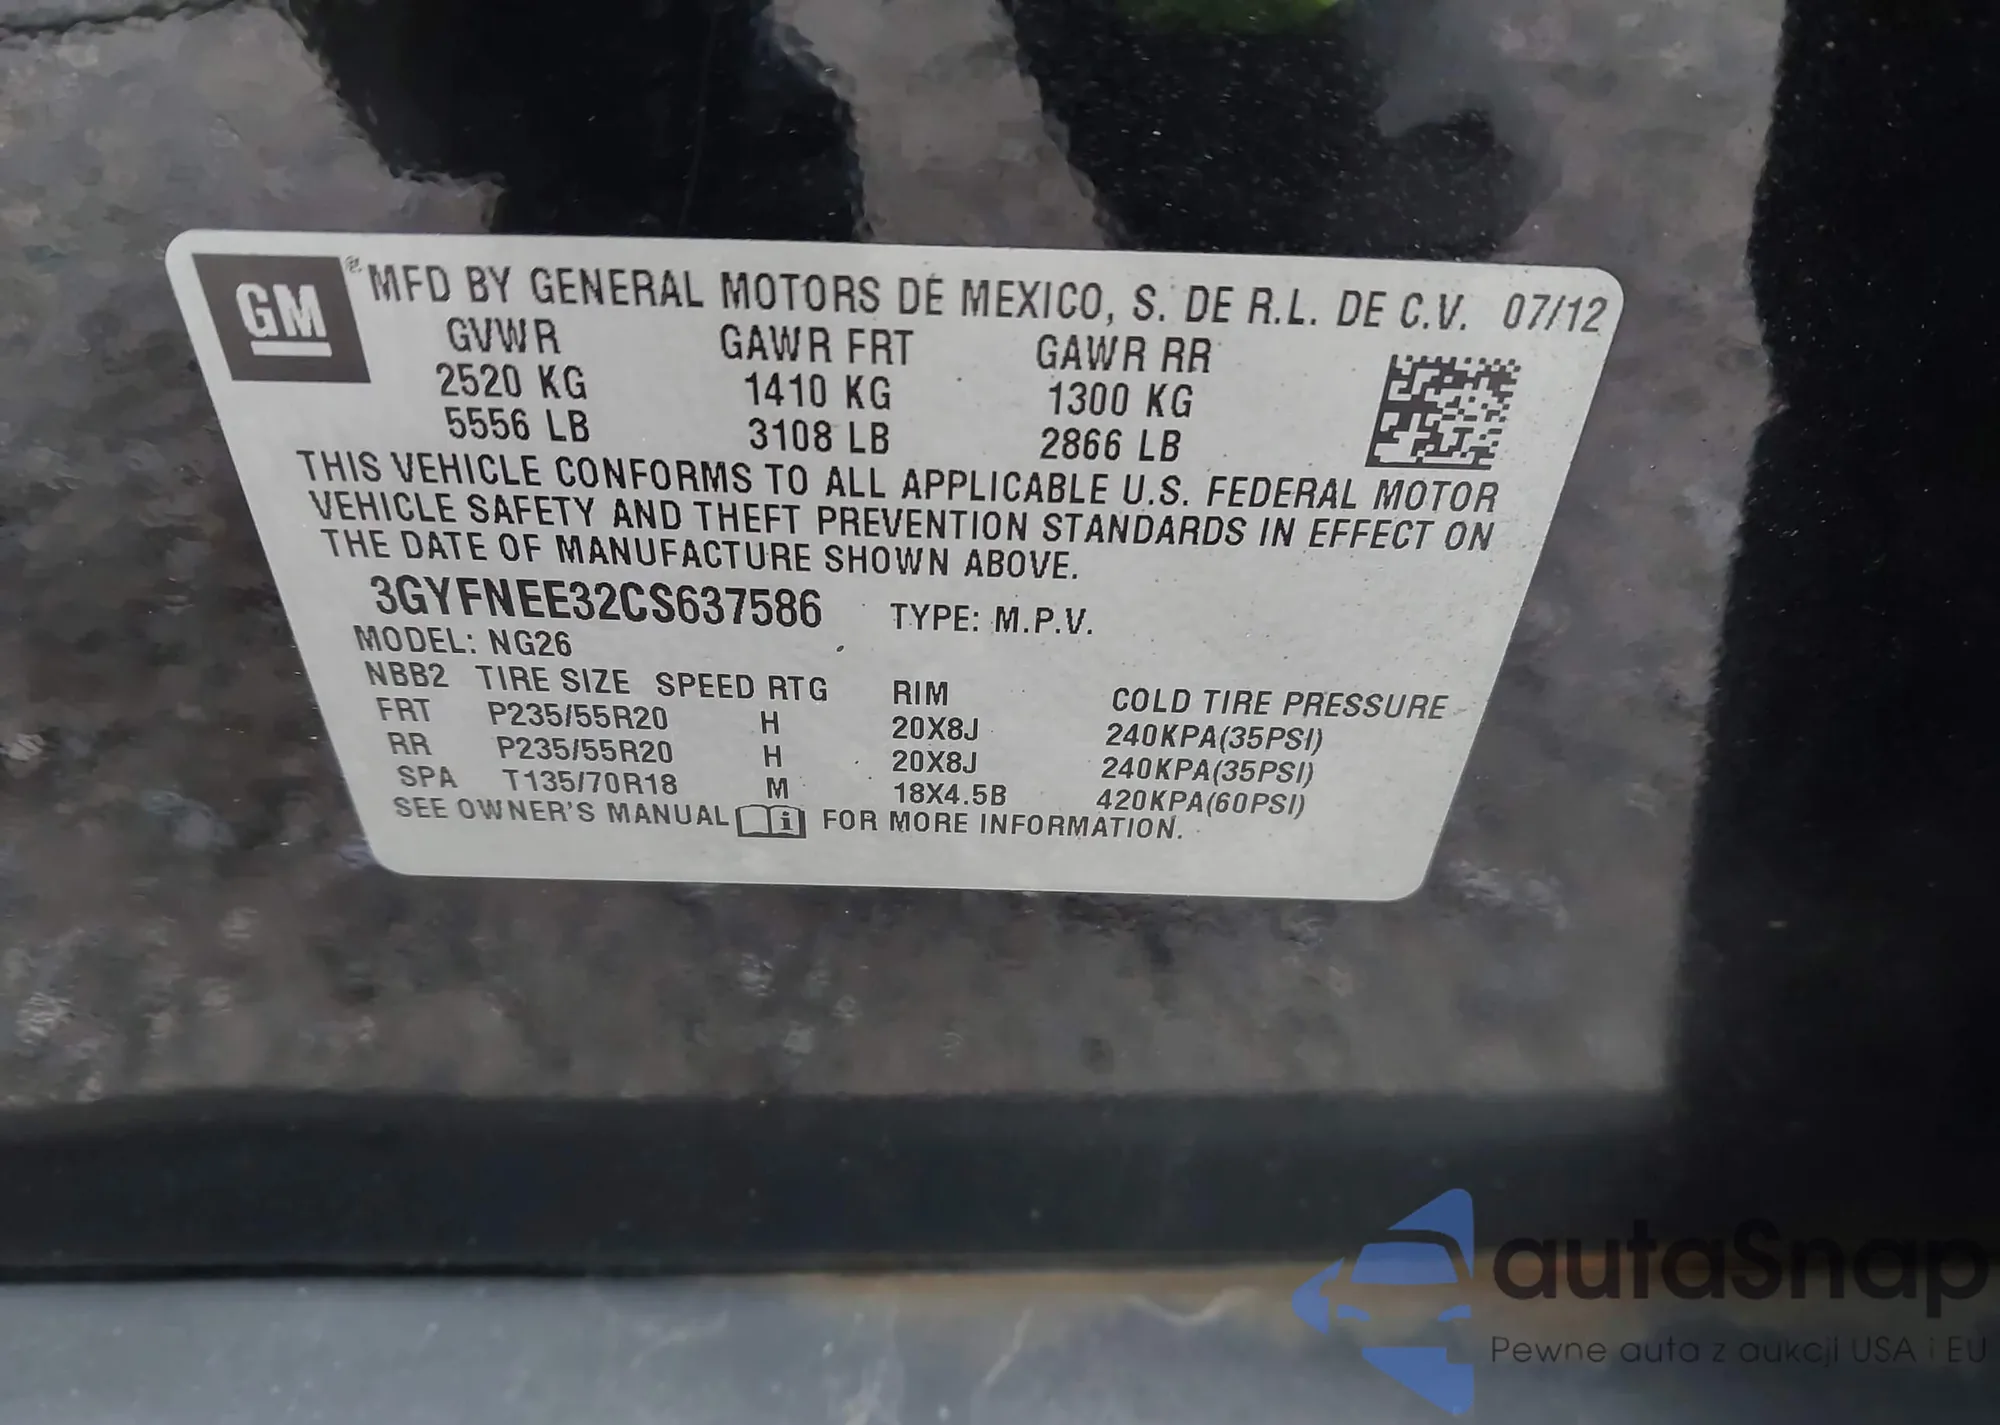 GM ® MFD BY GENERAL MOTORS DE MEXICO, S. DE R.L. DE C.V. 07/12
GVWR GAWR FRT GAWR RR
2520 KG 1410 KG 1300 KG
5556 LB 3108 LB 2866 LB
THIS VEHICLE CONFORMS TO ALL APPLICABLE U.S. FEDERAL MOTOR
VEHICLE SAFETY AND THEFT PREVENTION STANDARDS IN EFFECT ON
THE DATE OF MANUFACTURE SHOWN ABOVE.
3GYFNEE32CS637586 TYPE: M.P.V.
MODEL: NG26
NBB2 TIRE SIZE SPEED RTG RIM COLD TIRE PRESSURE
FRT P235/55R20 H 20X8J 240KPA(35PSI)
RR P235/55R20 H 20X8J 240KPA(35PSI)
SPA T135/70R18 M 18X4.5B 420KPA(60PSI)
SEE OWNER'S MANUAL i FOR MORE INFORMATION.
autaSnap
Pewne auta z aukcji USA i EU